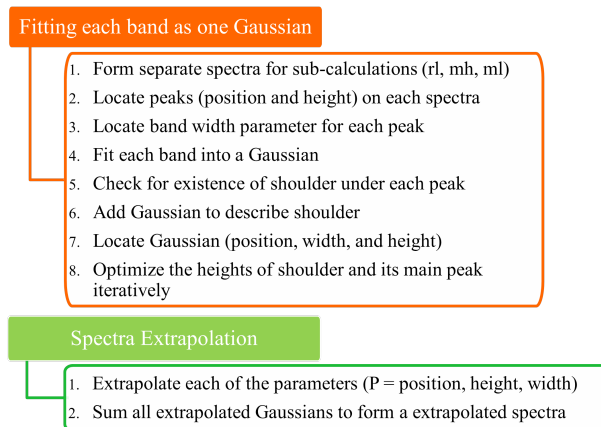 Fitting each band as one Gaussian
1. Form separate spectra for sub-calculations (rl, mh, ml)
2. Locate peaks (position and height) on each spectra
3. Locate band width parameter for each peak
4. Fit each band into a Gaussian
5. Check for existence of shoulder under each peak
6. Add Gaussian to describe shoulder
7. Locate Gaussian (position, width, and height)
8. Optimize the heights of shoulder and its main peak
iteratively
Spectra Extrapolation
1. Extrapolate each of the parameters (P = position, height, width)
2. Sum all extrapolated Gaussians to form a extrapolated spectra